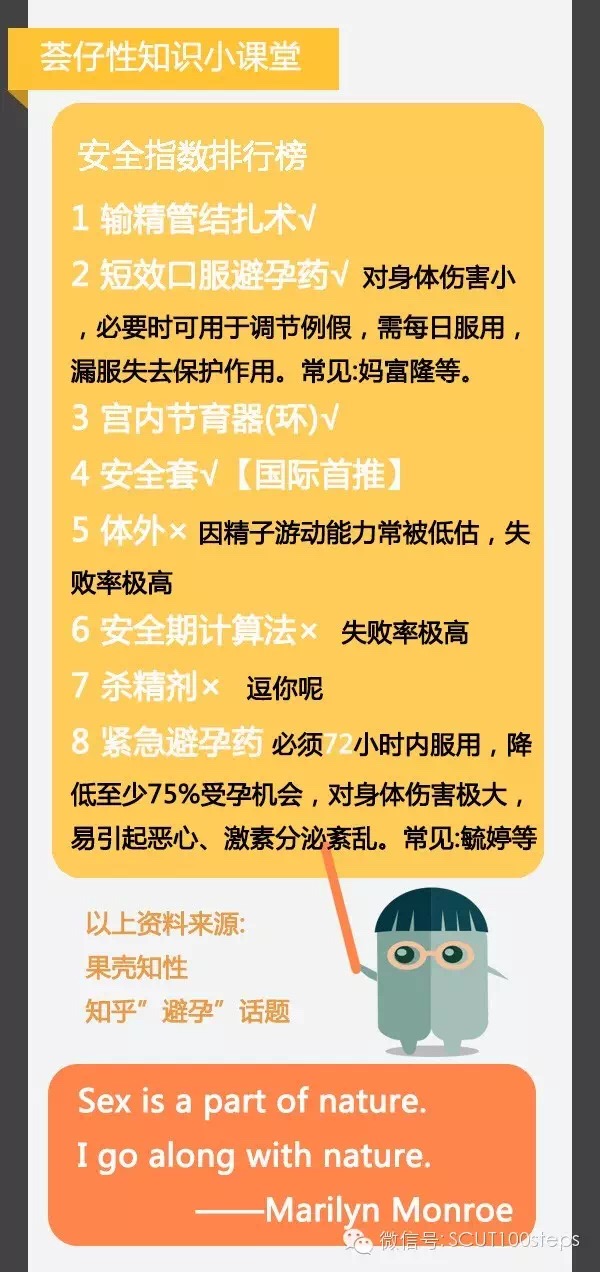 荟仔性知识小课堂
安全指数排行榜
1 输精管结扎术√
2 短效口服避孕药√ 对身体伤害小
，必要时可用于调节例假，需每日服用，
漏服失去保护作用。常见:妈富隆等。
3 宫内节育器(环)√
4 安全套√【国际首推】
5 体外× 因精子游动能力常被低估，失
败率极高
6 安全期计算法× 失败率极高
7 杀精剂× 逗你呢
8 紧急避孕药 必须72小时内服用，降
低至少75%受孕机会，对身体伤害极大，
易引起恶心、激素分泌紊乱。常见:毓婷等
以上资料来源:
果壳知性
知乎”避孕”话题
Sex is a part of nature.
I go along with nature.
——Marilyn Monroe
微信号: SCUT100steps